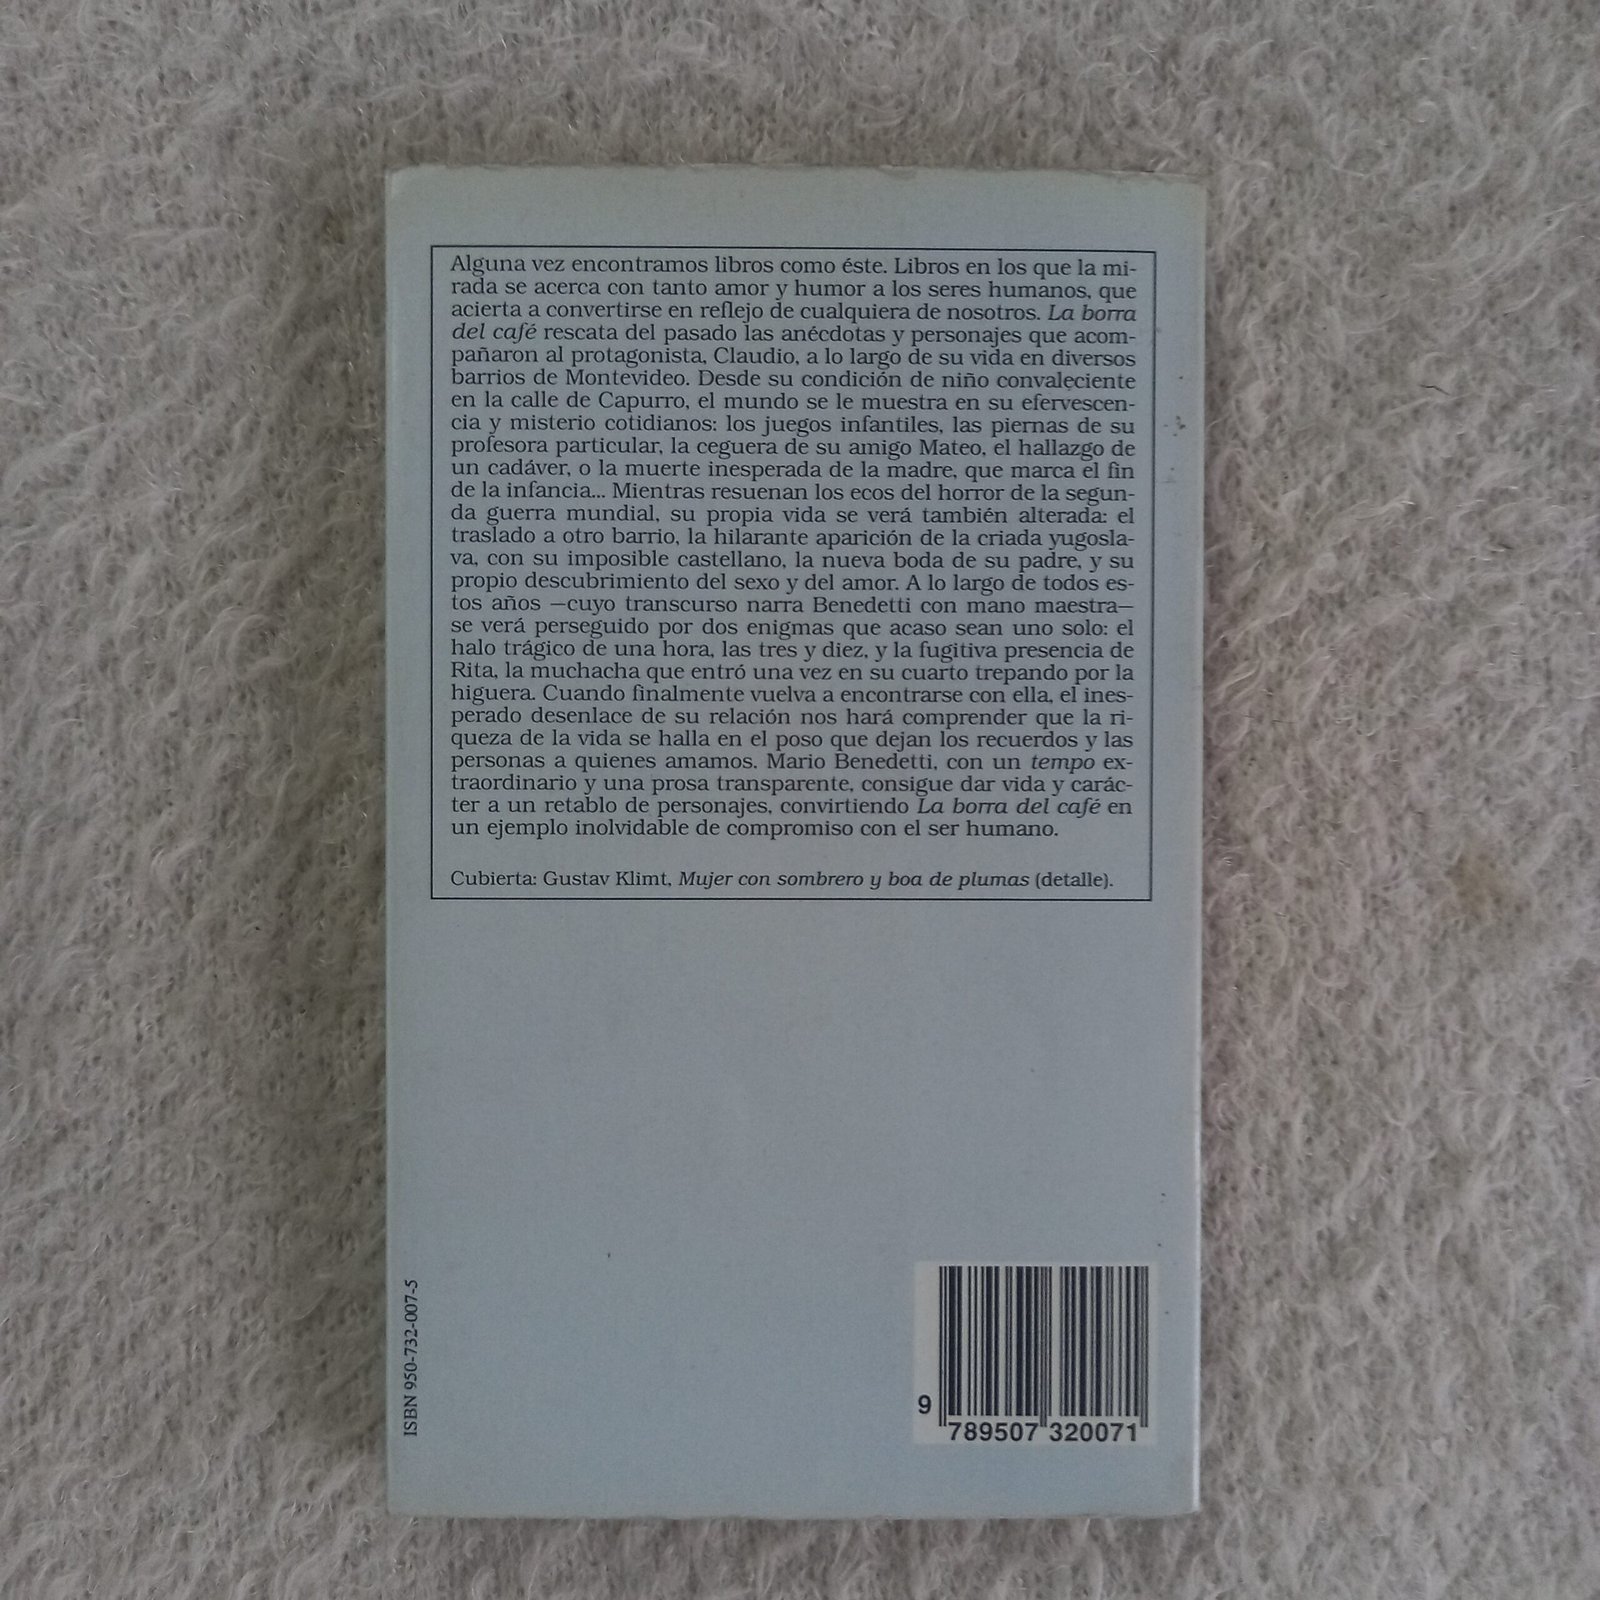 Alguna vez encontramos libros como éste. Libros en los que la mi-
rada se acerca con tanto amor y humor a los seres humanos, que
acierta a convertirse en reflejo de cualquiera de nosotros. La borra
del café rescata del pasado las anécdotas y personajes que acom-
pañaron al protagonista, Claudio, a lo largo de su vida en diversos
barrios de Montevideo. Desde su condición de niño convaleciente
en la calle de Capurro, el mundo se le muestra en su efervescen-
cia y misterio cotidianos: los juegos infantiles, las piernas de su
profesora particular, la ceguera de su amigo Mateo, el hallazgo de
un cadáver, o la muerte inesperada de la madre, que marca el fin
de la infancia... Mientras resuenan los ecos del horror de la segun-
da guerra mundial, su propia vida se verá también alterada: el
traslado a otro barrio, la hilarante aparición de la criada yugosla-
va, con su imposible castellano, la nueva boda de su padre, y su
propio descubrimiento del sexo y del amor. A lo largo de todos es-
tos años —cuyo transcurso narra Benedetti con mano maestra—
se verá perseguido por dos enigmas que acaso sean uno solo: el
halo trágico de una hora, las tres y diez, y la fugitiva presencia de
Rita, la muchacha que entró una vez en su cuarto trepando por la
higuera. Cuando finalmente vuelva a encontrarse con ella, el ines-
perado desenlace de su relación nos hará comprender que la ri-
queza de la vida se halla en el poso que dejan los recuerdos y las
personas a quienes amamos. Mario Benedetti, con un tempo ex-
traordinario y una prosa transparente, consigue dar vida y carác-
ter a un retablo de personajes, convirtiendo La borra del café en
un ejemplo inolvidable de compromiso con el ser humano.
Cubierta: Gustav Klimt, Mujer con sombrero y boa de plumas (detalle).
ISBN 950-732-007-5
9 789507 320071